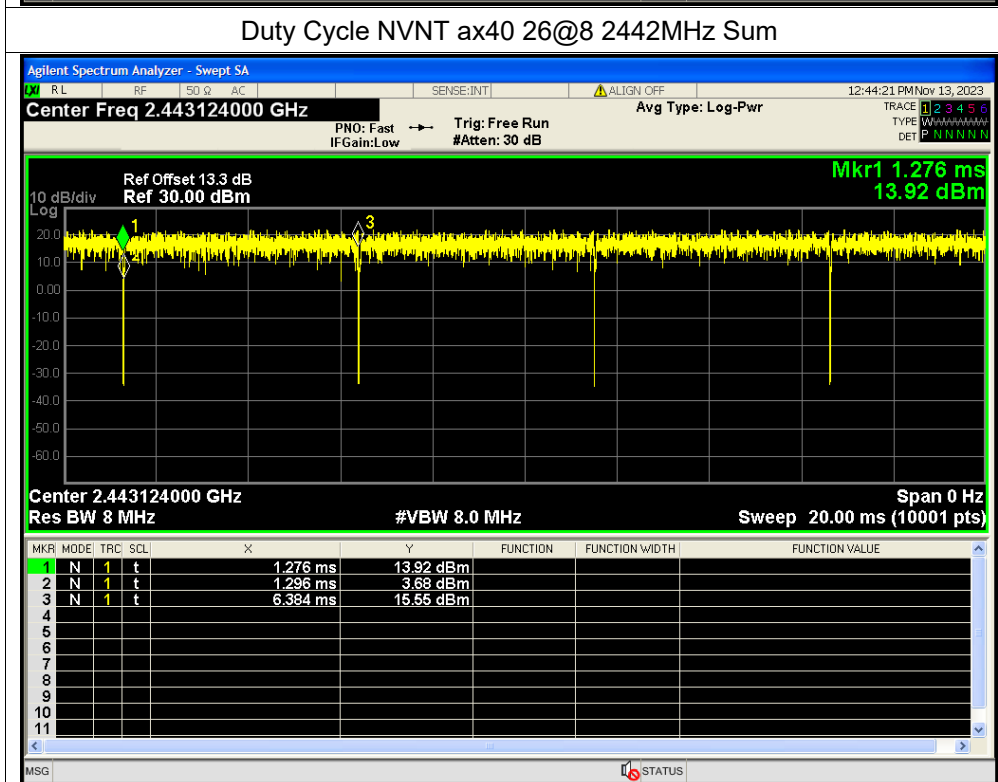 Duty Cycle NVNT ax40 26@8 2442MHz Sum
Agilent Spectrum Analyzer - Swept SA
LXI RL RF 50 Ω AC SENSE:INT ALIGN OFF 12:44:21 PM Nov 13, 2023
Center Freq 2.443124000 GHz Avg Type: Log-Pwr TRACE 1 2 3 4 5 6
PNO: Fast Trig: Free Run TYPE WWWWWW
IFGain:Low #Atten: 30 dB DET P N N N N N
Mkr1 1.276 ms
Ref Offset 13.3 dB
10 dB/div Ref 30.00 dBm 13.92 dBm
Log
1 3
20.0
2
10.0
0.00
-10.0
-20.0
-30.0
-40.0
-50.0
-60.0
Center 2.443124000 GHz Span 0 Hz
Res BW 8 MHz #VBW 8.0 MHz Sweep 20.00 ms (10001 pts)
MKR MODE TRC SCL X Y FUNCTION FUNCTION WIDTH FUNCTION VALUE
1 N 1 t 1.276 ms 13.92 dBm
2 N 1 t 1.296 ms 3.68 dBm
3 N 1 t 6.384 ms 15.55 dBm
4
5
6
7
8
9
10
11
MSG STATUS